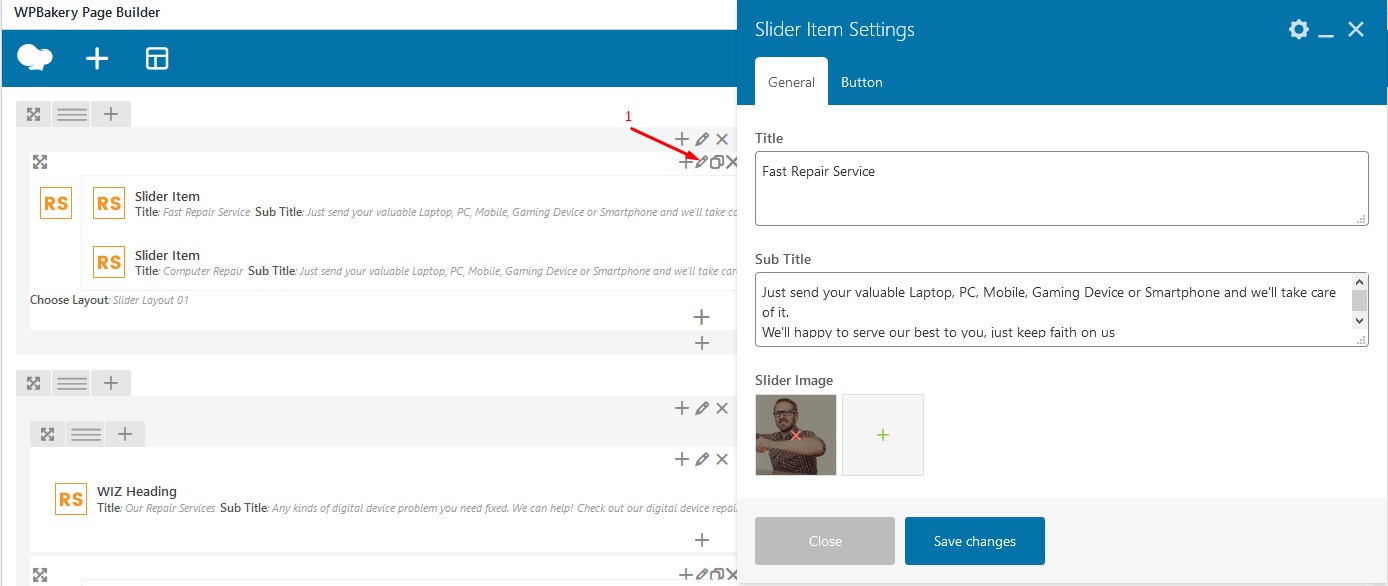 WPBakery Page Builder
1
RS
RS
Slider Item
Title: Fast Repair Service Sub Title: Just send your valuable Laptop, PC, Mobile, Gaming Device or Smartphone and we'll take
RS
Slider Item
Title: Computer Repair Sub Title: Just send your valuable Laptop, PC, Mobile, Gaming Device or Smartphone and we'll take care
Choose Layout: Slider Layout 01
RS
WIZ Heading
Title: Our Repair Services Sub Title: Any kinds of digital device problem you need fixed. We can help! Check out our digital device
Slider Item Settings
General
Button
Title
Fast Repair Service
Sub Title
Just send your valuable Laptop, PC, Mobile, Gaming Device or Smartphone and we'll take care
of it.
We'll happy to serve our best to you, just keep faith on us
Slider Image
Close
Save changes